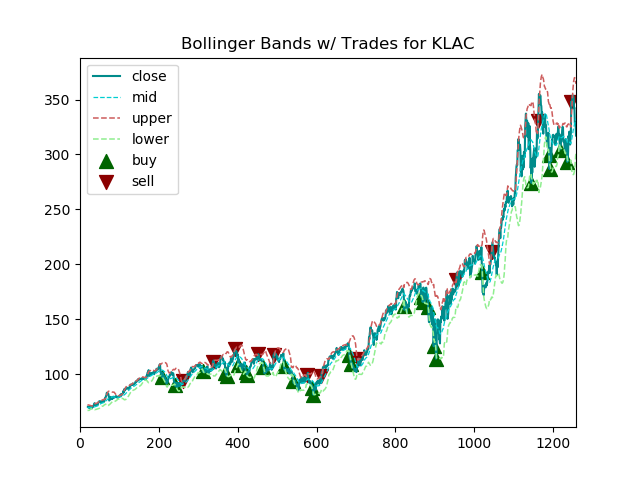 Bollinger Bands w/ Trades for KLAC
close
mid
upper
lower
buy
sell
350
300
250
200
150
100
0 200 400 600 800 1000 1200